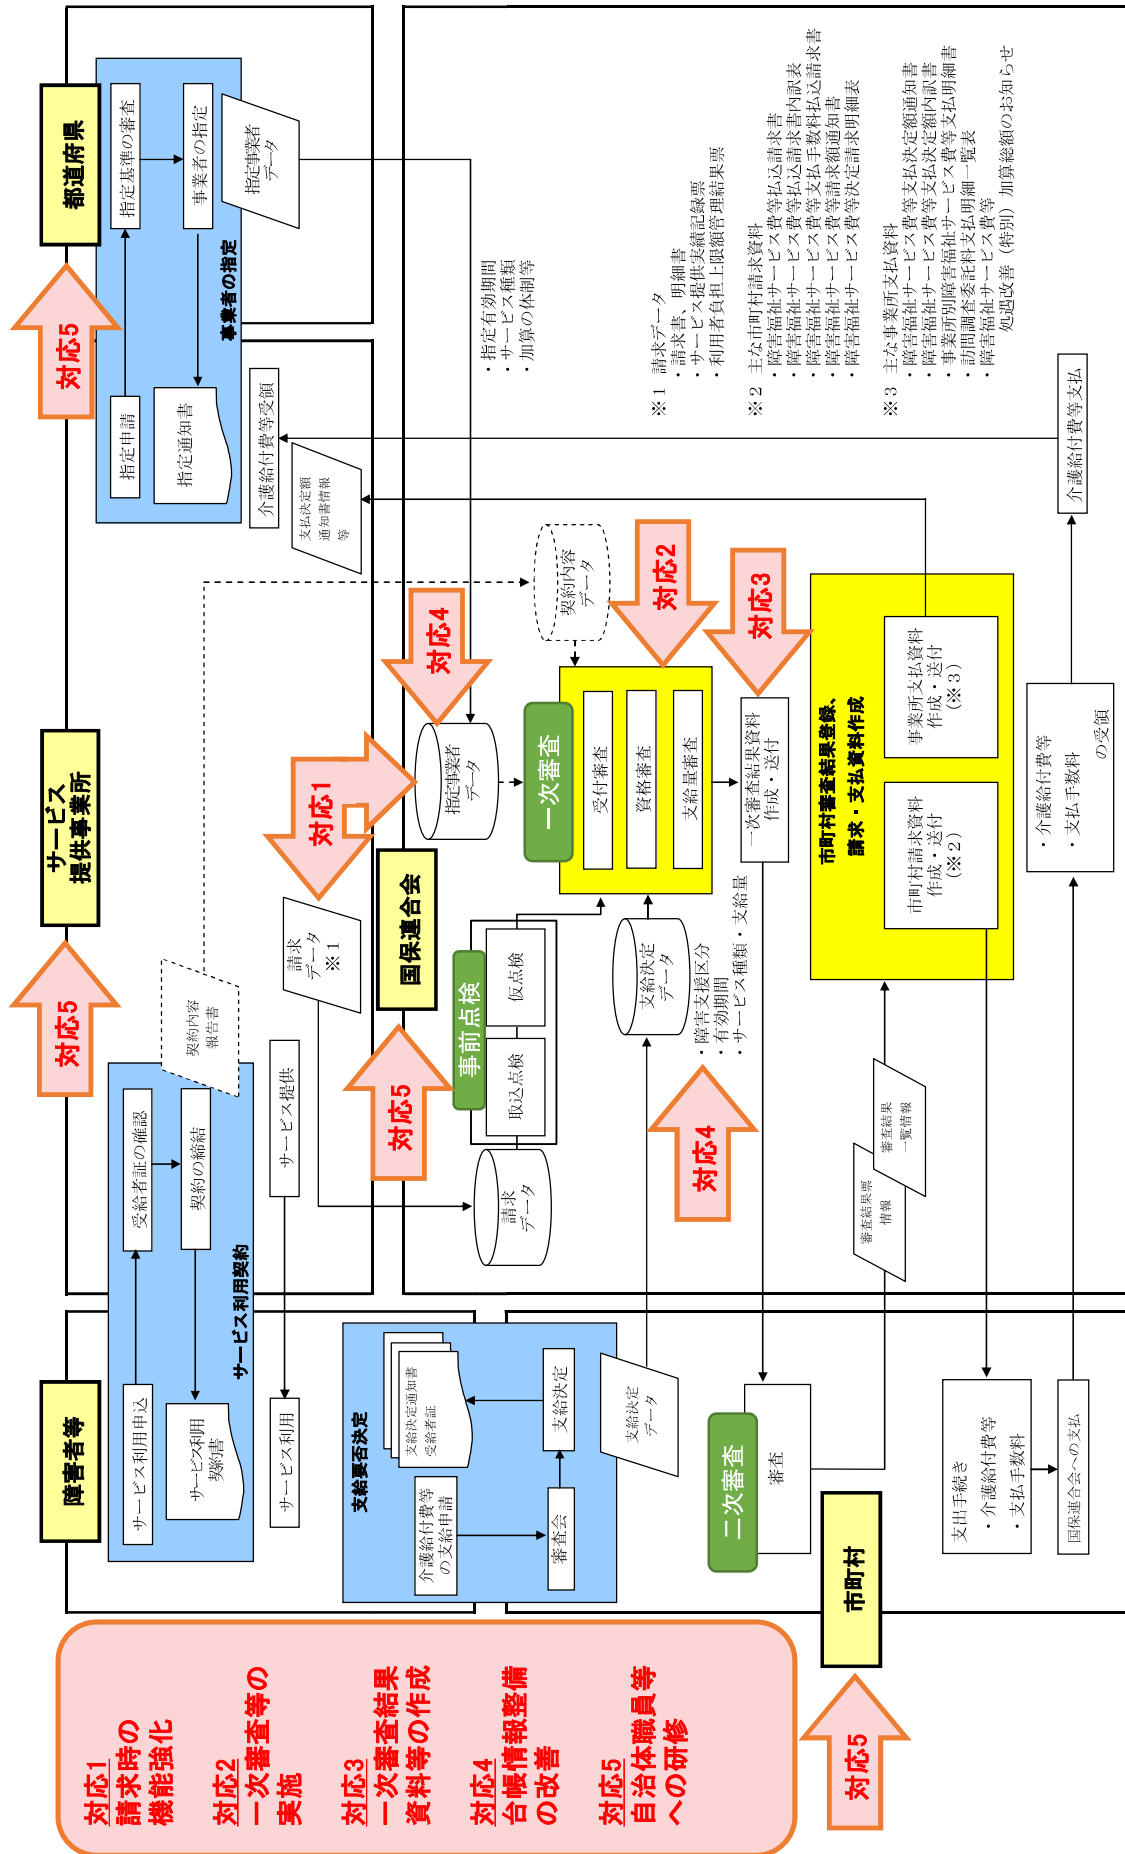 対応1
請求時の
機能強化
対応2
一次審査等の
実施
対応3
一次審査結果
資料等の作成
対応4
台帳情報整備
の改善
対応5
自治体職員等
への研修
障害者等
サービス利用申込
サービス利用
契約書
サービス利用契約
サービス利用
受給者証の確認
契約の締結
契約内容
報告書
サービス提供
対応5
サービス
提供事業所
請求
データ
※1
対応1
指定申請
指定通知書
事業者の指定
介護給付費等受領
支払決定額
通知書情報
等
対応5
都道府県
指定基準の審査
事業者の指定
指定事業者
データ
・指定有効期間
・サービス種類
・加算の体制等
支給要否決定
介護給付費等
の支給申請
審査会
支給決定
支給決定通知書
受給者証
支給決定
データ
対応5
市町村
二次審査
審査
支出手続き
・介護給付費等
・支払手数料
国保連合会への支払
対応5
国保連合会
請求
データ
事前点検
取込点検
仮点検
指定事業者
データ
対応4
一次審査
受付審査
資格審査
支給量審査
契約内容
データ
対応2
対応3
支給決定
データ
・障害支援区分
・有効期間
・サービス種類・支給量
対応4
一次審査結果資料
作成・送付
審査結果票
情報
審査結果
一覧情報
市町村審査結果登録、
請求・支払資料作成
市町村請求資料
作成・送付
(※2)
事業所支払資料
作成・送付
(※3)
・介護給付費等
・支払手数料
の受領
介護給付費等支払
※1 請求データ
・請求書、明細書
・サービス提供実績記録票
・利用者負担上限額管理結果票
※2 主な市町村請求資料
・障害福祉サービス費等払込請求書
・障害福祉サービス費等払込請求書内訳表
・障害福祉サービス費等支払手数料払込請求書
・障害福祉サービス費等請求額通知書
・障害福祉サービス費等決定請求明細表
※3 主な事業所支払資料
・障害福祉サービス費等支払決定額通知書
・障害福祉サービス費等支払決定額内訳書
・事業所別障害福祉サービス費等支払明細書
・訪問調査委託料支払明細一覧表
・障害福祉サービス費等
処遇改善（特別）加算総額のお知らせ